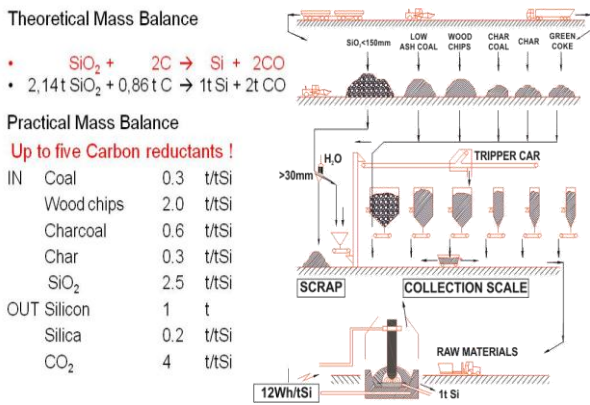 Theoretical Mass Balance
• SiO₂ + 2C → Si + 2CO
• 2,14 t SiO₂ + 0,86 t C → 1t Si + 2t CO
Practical Mass Balance
Up to five Carbon reductants !
IN Coal 0.3 t/tSi
Wood chips 2.0 t/tSi
Charcoal 0.6 t/tSi
Char 0.3 t/tSi
SiO₂ 2.5 t/tSi
OUT Silicon 1 t
Silica 0.2 t/tSi
CO₂ 4 t/tSi
SiO₂<150mm
LOW ASH COAL
WOOD CHIPS
CHAR COAL
CHAR
GREEN COKE
H₂O
>30mm
TRIPPER CAR
SCRAP
COLLECTION SCALE
RAW MATERIALS
12Wh/tSi
1t Si